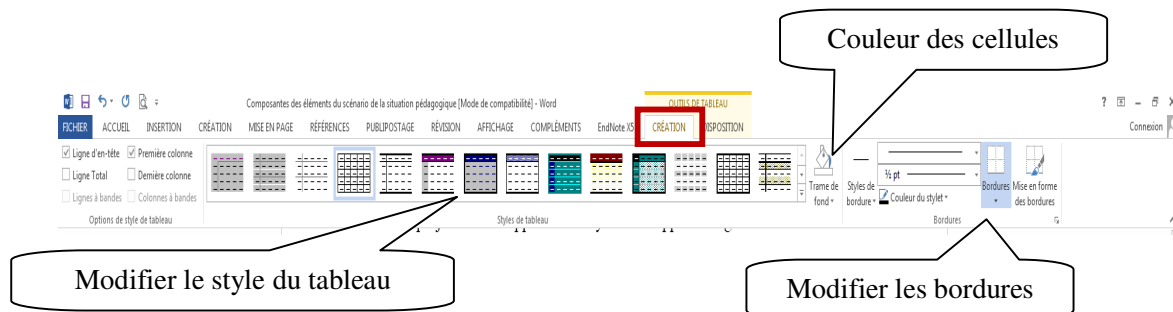 Couleur des cellules
Composantes des éléments du scénario de la situation pédagogique [Mode de compatibilité] - Word
OUTILS DE TABLEAU
FICHIER ACCUEIL INSERTION CRÉATION MISE EN PAGE RÉFÉRENCES PUBLIPOSTAGE RÉVISION AFFICHAGE COMPLÉMENTS EndNote X5 CRÉATION DISPOSITION
Connexion
Ligne d'en-tête Première colonne
Ligne Total Dernière colonne
Lignes à bandes Colonnes à bandes
Options de style de tableau
Styles de tableau
Trame de fond
Styles de bordure
½ pt
Couleur du stylet
Bordures
Mise en forme des bordures
Bordures
Modifier le style du tableau
Modifier les bordures